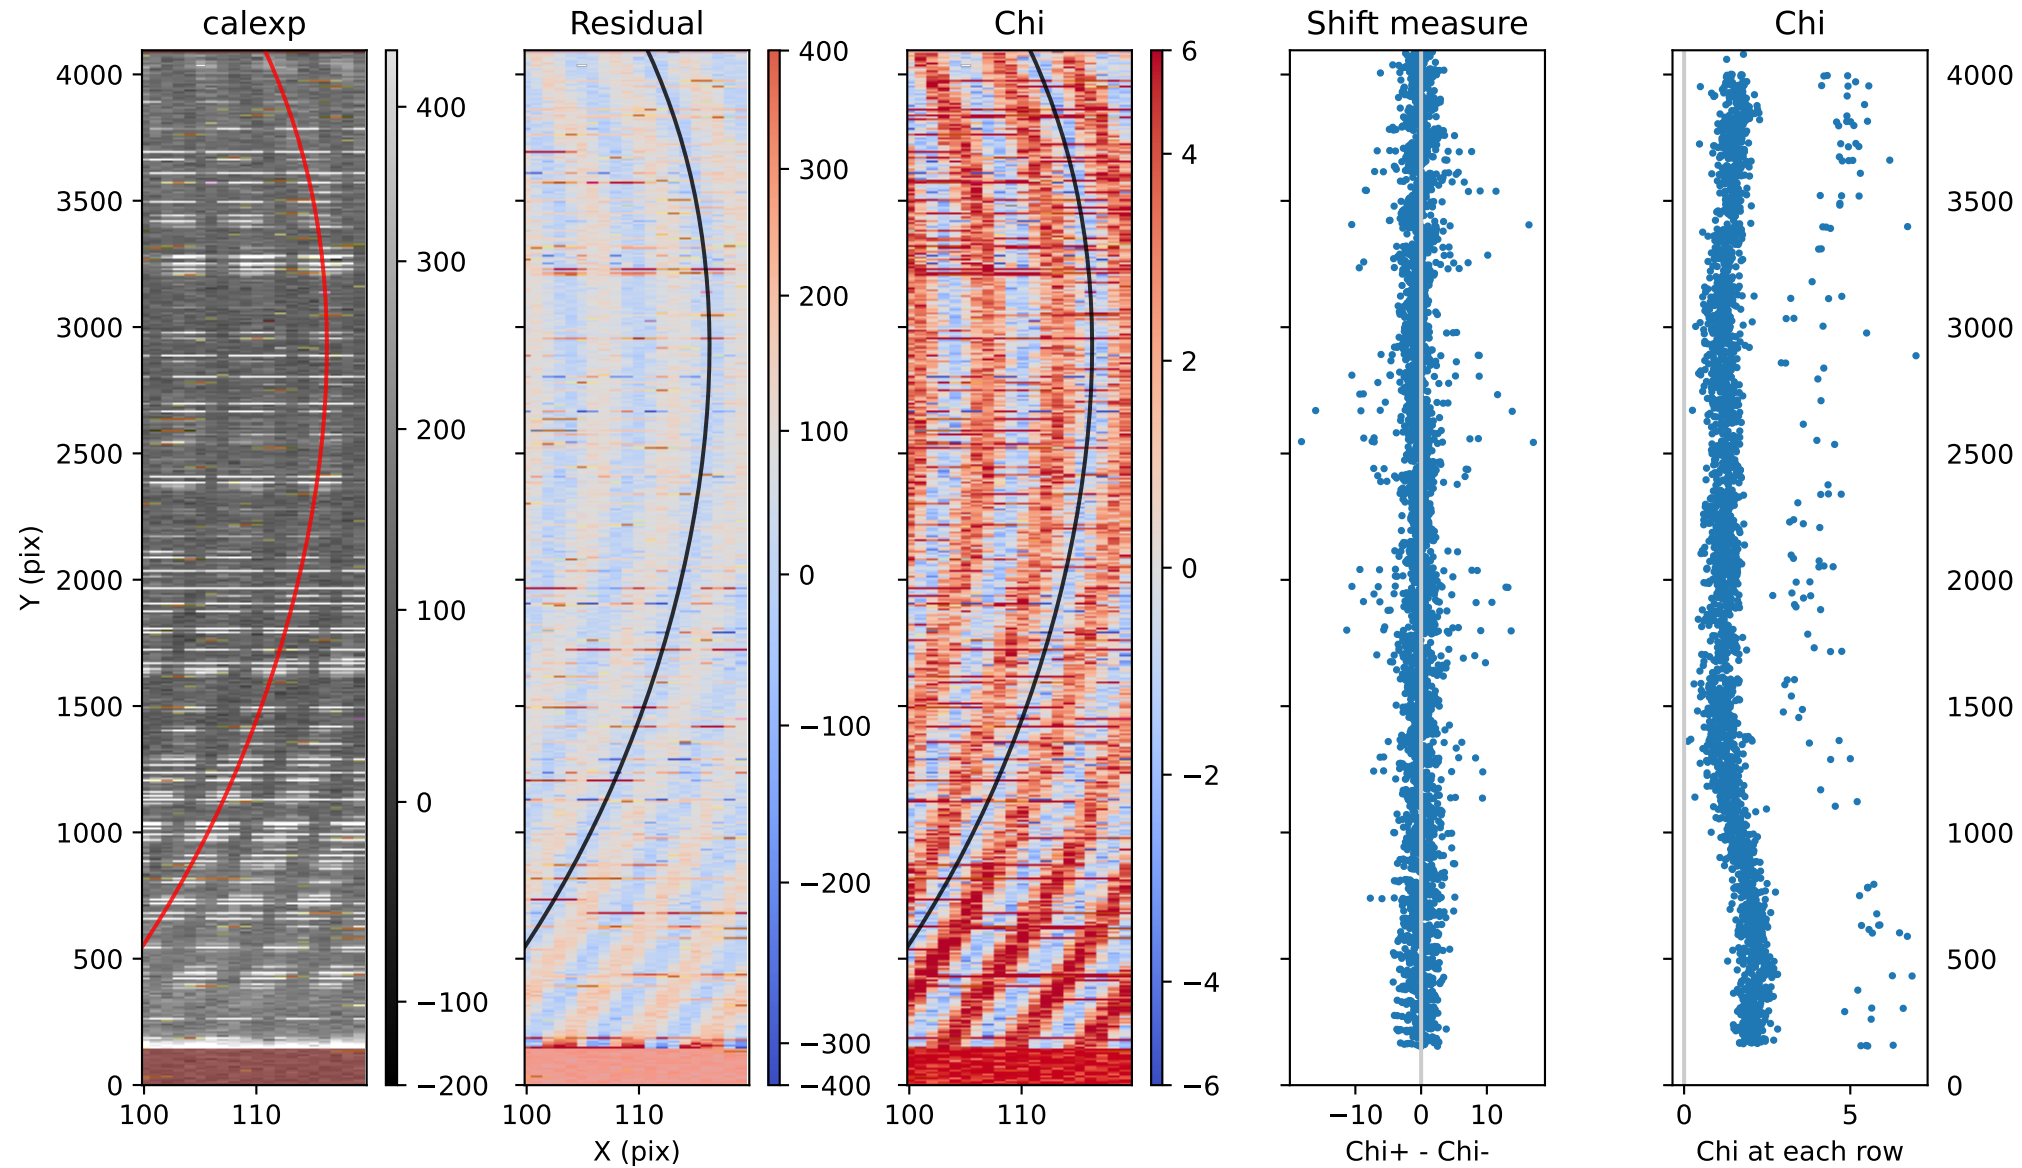 calexp Residual Chi Shift measure Chi
4000 3500 3000 2500 2000 1500 1000 500 0
Y (pix)
100 110
400 300 200 100 0 −100 −200
100 110
X (pix)
400 300 200 100 0 −100 −200 −300 −400
100 110
6 4 2 0 −2 −4 −6
−10 0 10
Chi+ - Chi-
0 5
Chi at each row
4000 3500 3000 2500 2000 1500 1000 500 0